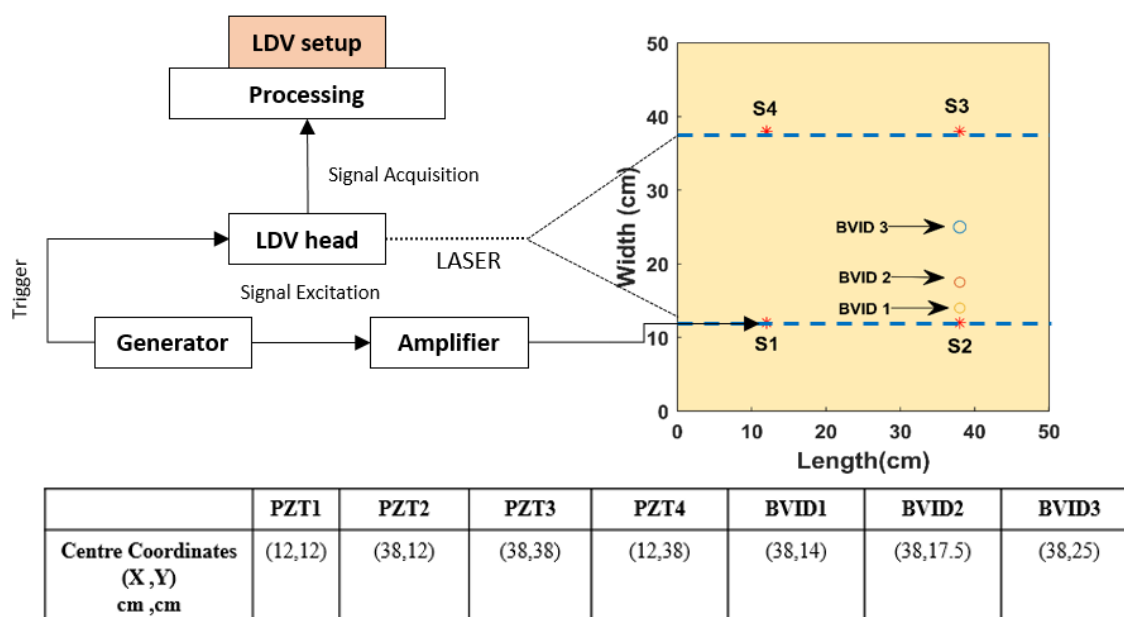 LDV setup
Processing
Signal Acquisition
LDV head
LASER
Trigger
Signal Excitation
Generator
Amplifier
50
40
30
20
10
0
Width (cm)
S4
S3
BVID 3
BVID 2
BVID 1
S1
S2
0
10
20
30
40
50
Length(cm)
PZT1 PZT2 PZT3 PZT4 BVID1 BVID2 BVID3
Centre Coordinates (12,12) (38,12) (38,38) (12,38) (38,14) (38,17.5) (38,25)
(X ,Y)
cm ,cm